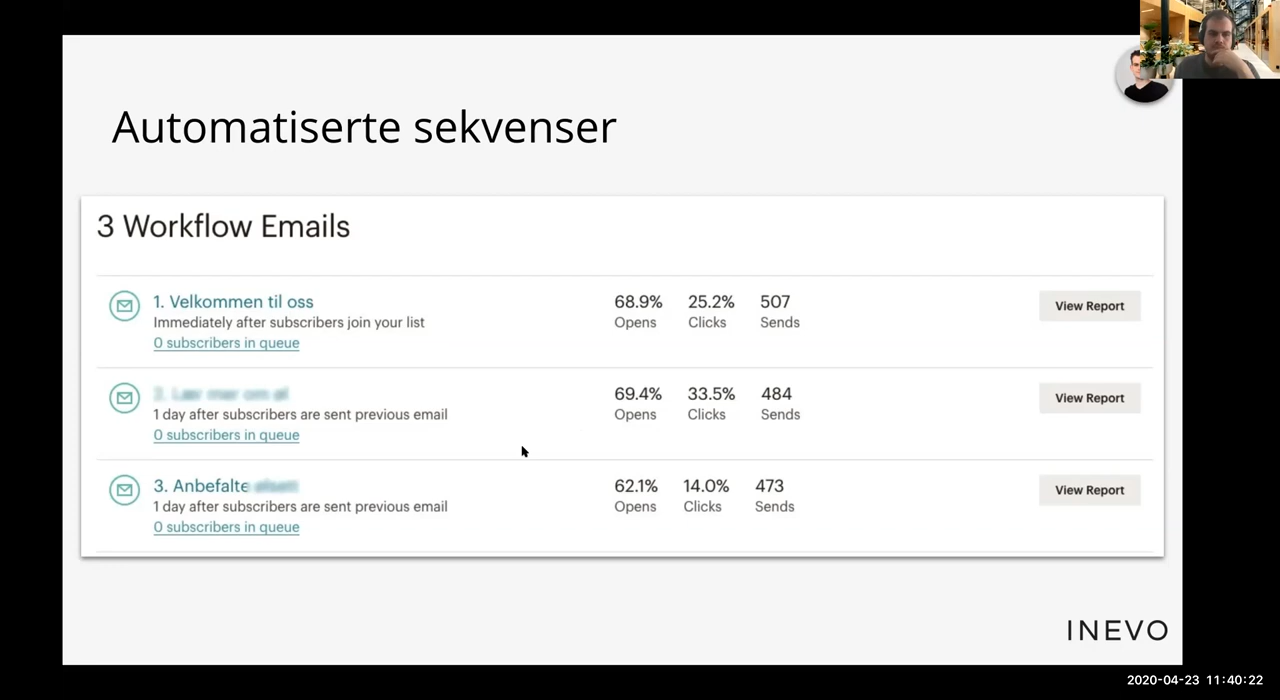 Automatiserte sekvenser
3 Workflow Emails
1. Velkommen til oss
Immediately after subscribers join your list
0 subscribers in queue
68.9% 25.2% 507
Opens Clicks Sends
View Report
1 day after subscribers are sent previous email
0 subscribers in queue
69.4% 33.5% 484
Opens Clicks Sends
View Report
3. Anbefalte
1 day after subscribers are sent previous email
0 subscribers in queue
62.1% 14.0% 473
Opens Clicks Sends
View Report
INEVO
2020-04-23 11:40:22